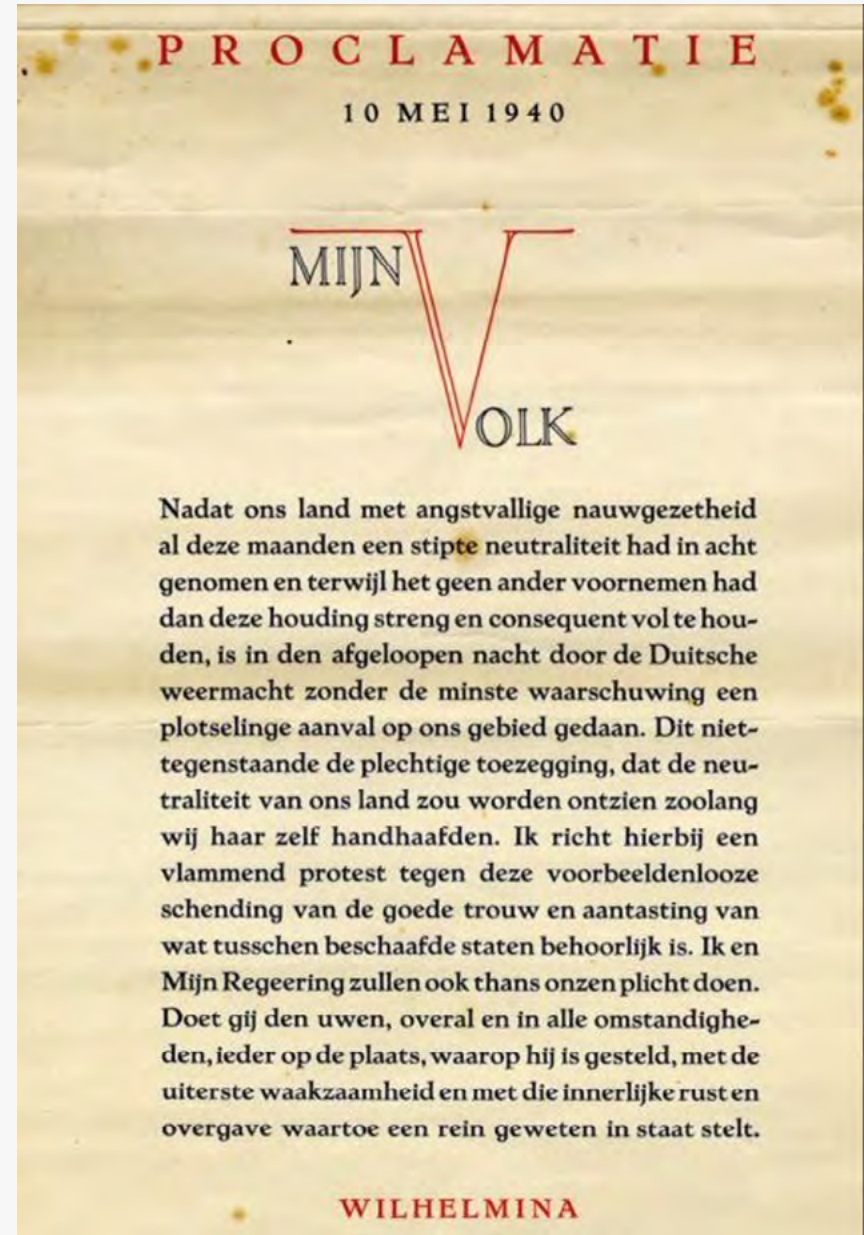 PROCLAMATIE
10 MEI 1940
MIJN
VOLK
Nadat ons land met angstvallige nauwgezetheid
al deze maanden een stipte neutraliteit had in acht
genomen en terwijl het geen ander voornemen had
dan deze houding streng en consequent vol te hou-
den, is in den afgeloopen nacht door de Duitsche
weermacht zonder de minste waarschuwing een
plotselinge aanval op ons gebied gedaan. Dit niet-
tegenstaande de plechtige toezegging, dat de neu-
traliteit van ons land zou worden ontzien zoolang
wij haar zelf handhaafden. Ik richt hierbij een
vlammend protest tegen deze voorbeeldenlooze
schending van de goede trouw en aantasting van
wat tusschen beschaafde staten behoorlijk is. Ik en
Mijn Regeering zullen ook thans onzen plicht doen.
Doet gij den uwen, overal en in alle omstandighe-
den, ieder op de plaats, waarop hij is gesteld, met de
uiterste waakzaamheid en met die innerlijke rust en
overgave waartoe een rein geweten in staat stelt.
WILHELMINA